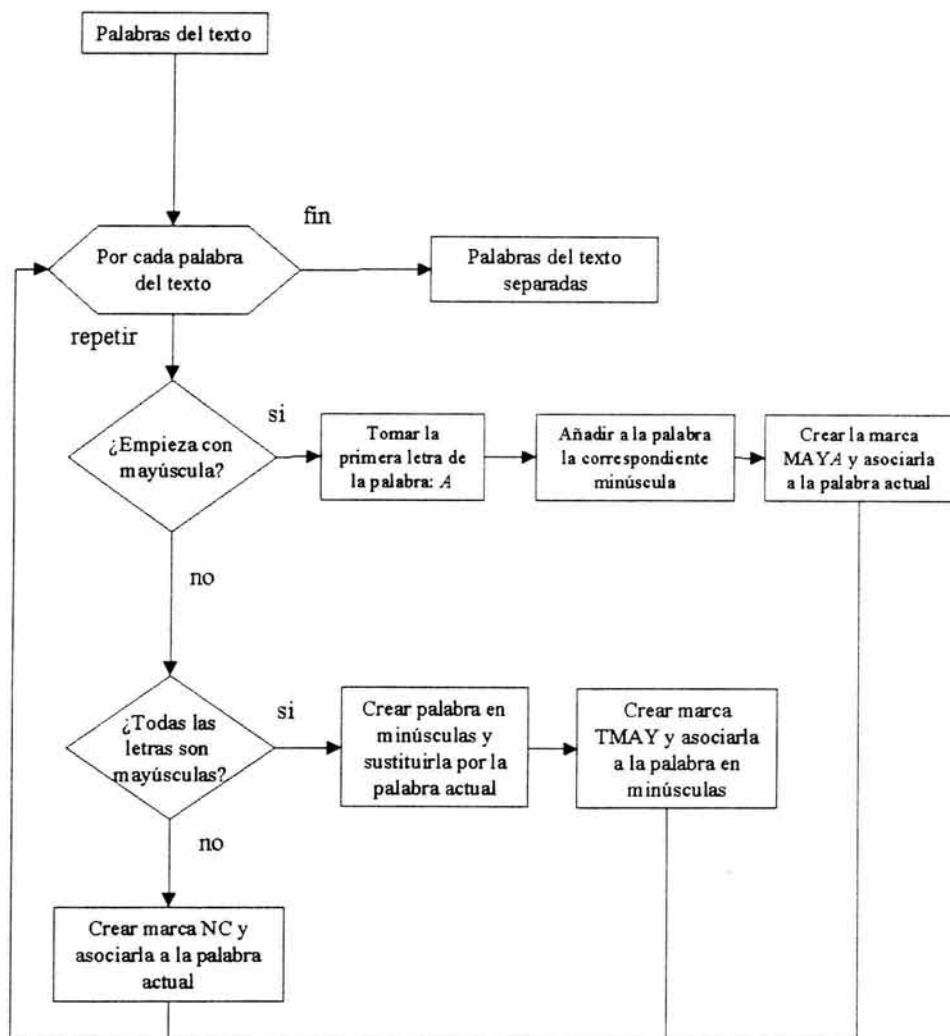 Palabras del texto
fin
Por cada palabra
del texto
Palabras del texto
separadas
repetir
si
¿Empieza con
mayúscula?
Tomar la
primera letra de
la palabra: A
Añadir a la palabra
la correspondiente
minúscula
Crear la marca
MAYA y asociarla
a la palabra actual
no
si
¿Todas las
letras son
mayúsculas?
Crear palabra en
minúsculas y
sustituirla por la
palabra actual
Crear marca
TMAY y asociarla
a la palabra en
minúsculas
no
Crear marca NC y
asociarla a la palabra
actual